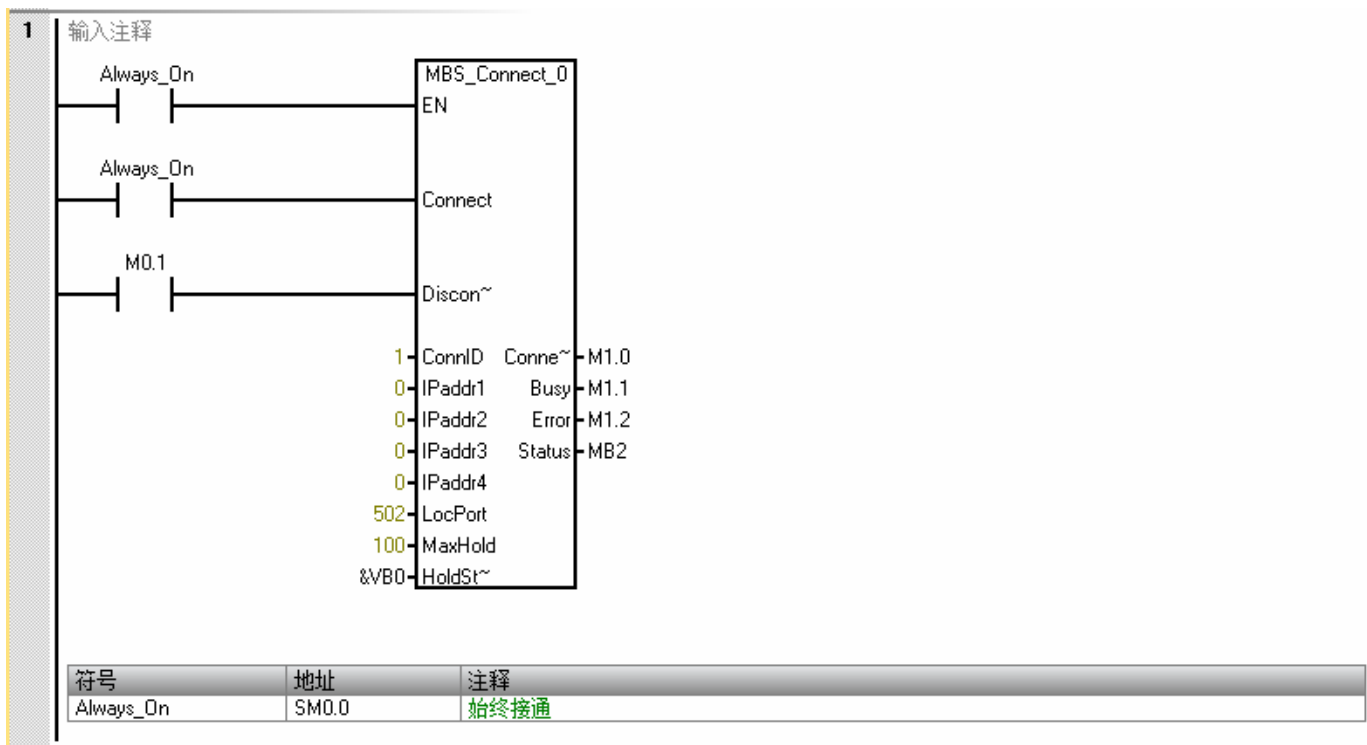 1 输入注释
Always_On MBS_Connect_0
EN
Always_On
Connect
M0.1
Discon~
1 ConnID Conne~ M1.0
0 IPaddr1 Busy M1.1
0 IPaddr2 Error M1.2
0 IPaddr3 Status MB2
0 IPaddr4
502 LocPort
100 MaxHold
&VB0 HoldSt~
符号 地址 注释
Always_On SM0.0 始终接通